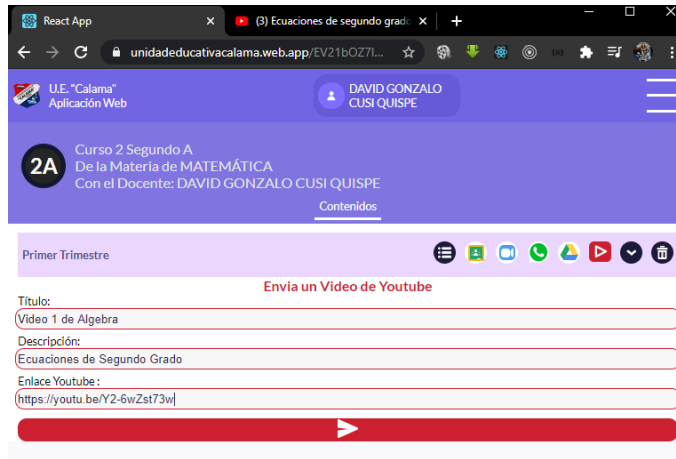 React App
(3) Ecuaciones de segundo grado
unidadeducativacalama.web.app/EV21bOZ7l...
U.E. "Calama"
Aplicación Web
DAVID GONZALO
CUSI QUISPE
2A
Curso 2 Segundo A
De la Materia de MATEMÁTICA
Con el Docente: DAVID GONZALO CUSI QUISPE
Contenidos
Primer Trimestre
Envia un Video de Youtube
Título:
Video 1 de Algebra
Descripción:
Ecuaciones de Segundo Grado
Enlace Youtube :
https://youtu.be/Y2-6wZst73w